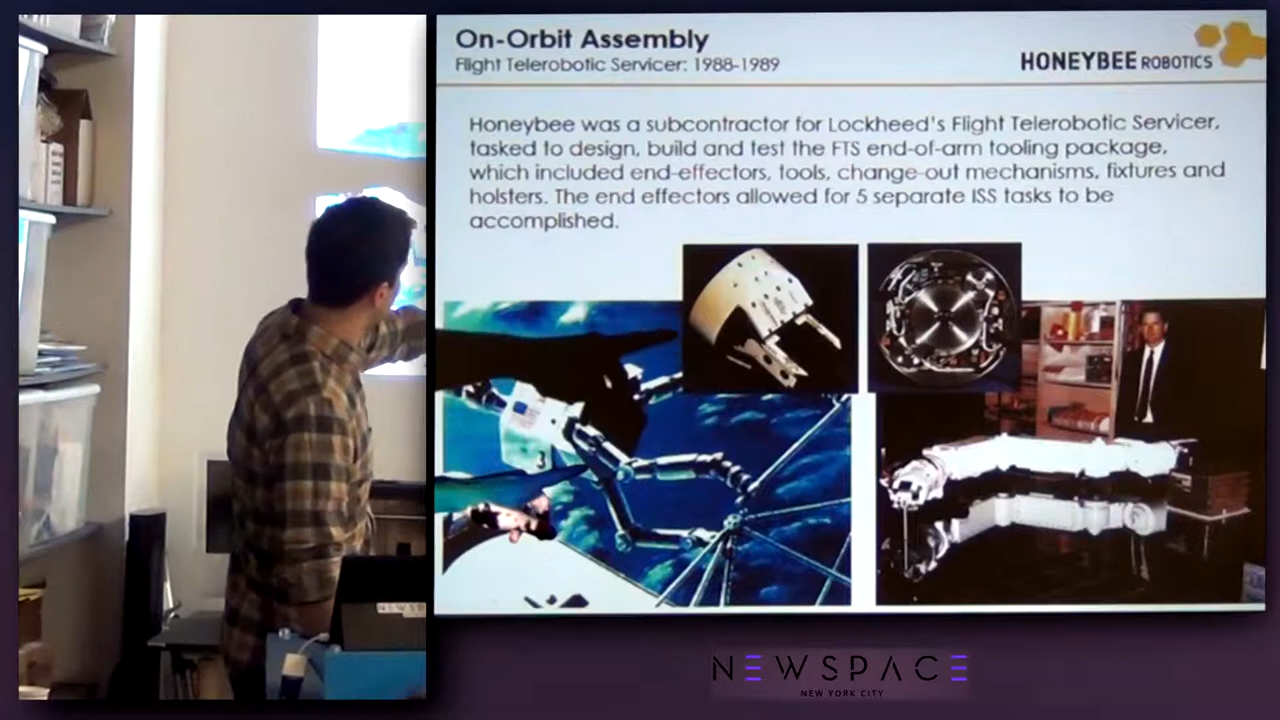 On-Orbit Assembly
Flight Telerobotic Servicer: 1988-1989
HONEYBEE ROBOTICS
Honeybee was a subcontractor for Lockheed's Flight Telerobotic Servicer,
tasked to design, build and test the FTS end-of-arm tooling package,
which included end-effectors, tools, change-out mechanisms, fixtures and
holsters. The end effectors allowed for 5 separate ISS tasks to be
accomplished.
3
NEWSP
NEWSPACE
NEW YORK CITY